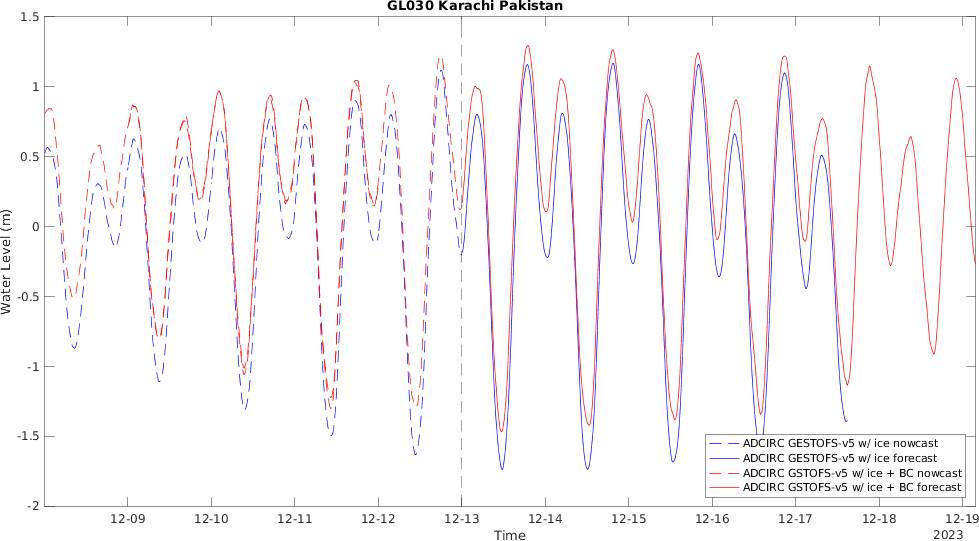 GL030 Karachi Pakistan
Water Level (m)
1.5
1
0.5
0
-0.5
-1
-1.5
-2
ADCIRC GESTOFS-v5 w/ ice nowcast
ADCIRC GESTOFS-v5 w/ ice forecast
ADCIRC GSTOFS-v5 w/ ice + BC nowcast
ADCIRC GSTOFS-v5 w/ ice + BC forecast
12-09 12-10 12-11 12-12 12-13 12-14 12-15 12-16 12-17 12-18 12-19
Time
2023